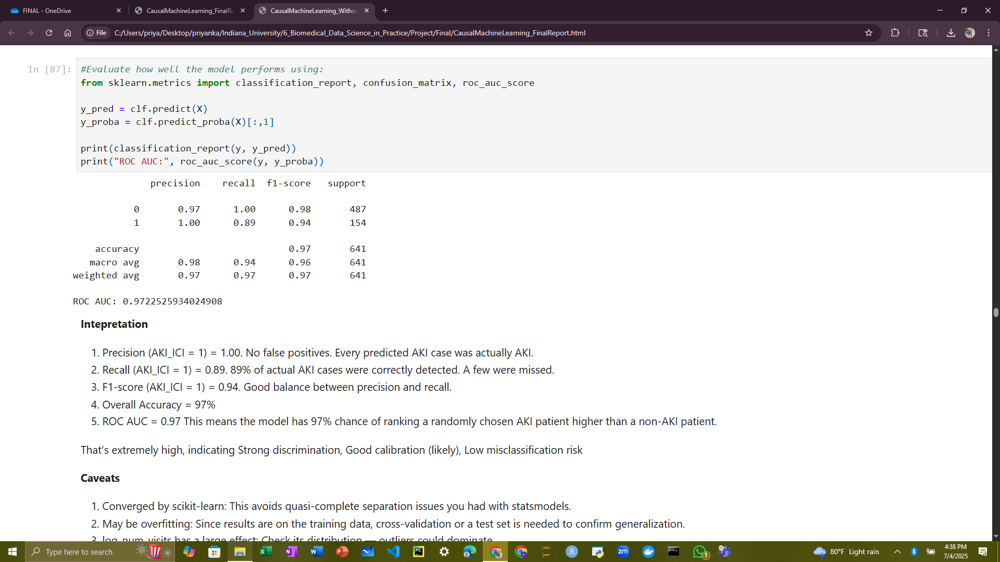 FINAL - OneDrive
CausalMachineLearning_FinalRe
CausalMachineLearning_Withou
File
C:/Users/priya/Desktop/priyanka/Indiana_University/6_Biomedical_Data_Science_in_Practice/Project/Final/CausalMachineLearning_FinalReport.html
In [87]:
#Evaluate how well the model performs using:
from sklearn.metrics import classification_report, confusion_matrix, roc_auc_score
y_pred = clf.predict(X)
y_proba = clf.predict_proba(X)[:,1]
print(classification_report(y, y_pred))
print("ROC AUC:", roc_auc_score(y, y_proba))
precision recall f1-score support
0 0.97 1.00 0.98 487
1 1.00 0.89 0.94 154
accuracy 0.97 641
macro avg 0.98 0.94 0.96 641
weighted avg 0.97 0.97 0.97 641
ROC AUC: 0.9722525934024908
Intepretation
1. Precision (AKI_ICI = 1) = 1.00. No false positives. Every predicted AKI case was actually AKI.
2. Recall (AKI_ICI = 1) = 0.89. 89% of actual AKI cases were correctly detected. A few were missed.
3. F1-score (AKI_ICI = 1) = 0.94. Good balance between precision and recall.
4. Overall Accuracy = 97%
5. ROC AUC = 0.97 This means the model has 97% chance of ranking a randomly chosen AKI patient higher than a non-AKI patient.
That's extremely high, indicating Strong discrimination, Good calibration (likely), Low misclassification risk
Caveats
1. Converged by scikit-learn: This avoids quasi-complete separation issues you had with statsmodels.
2. May be overfitting: Since results are on the training data, cross-validation or a test set is needed to confirm generalization.
3. log_num_visits has a large effect: Check its distribution — outliers could dominate.
Type here to search
80°F Light rain
4:38 PM
7/4/2025